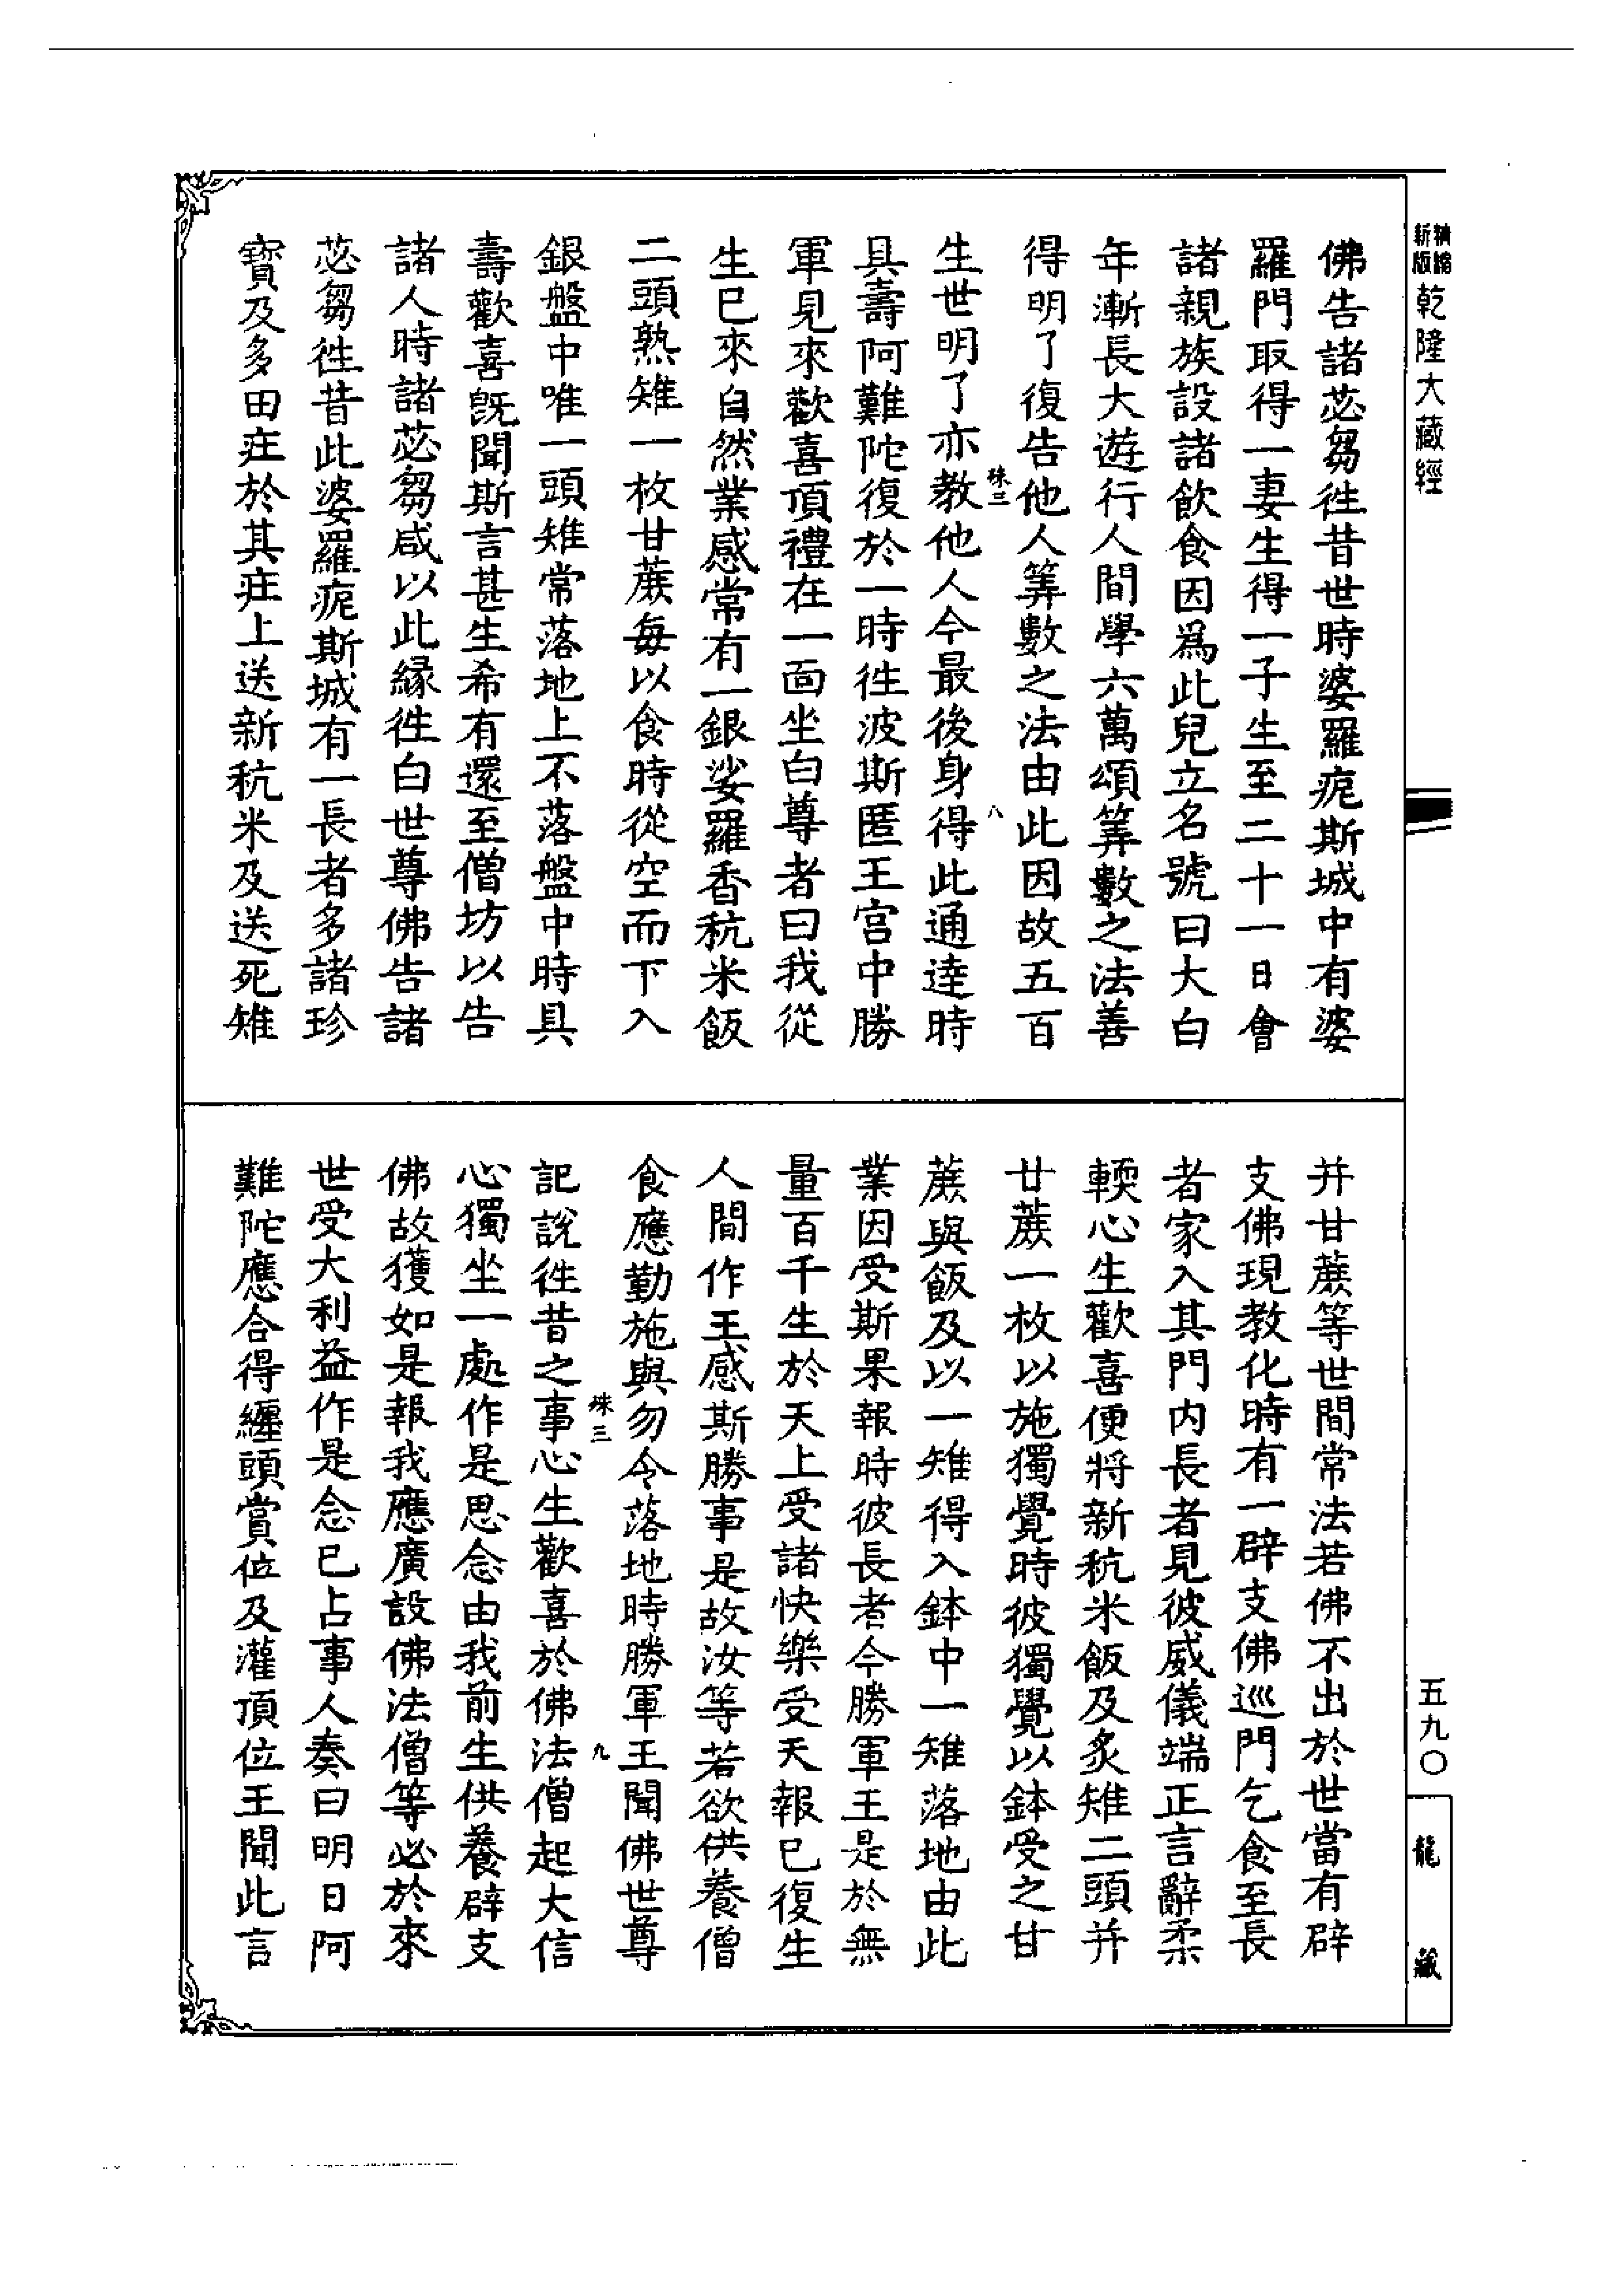 精縮
新版
乾隆大藏經
佛告諸苾芻往昔世時婆羅痆斯城中有婆
羅門取得一妻生得一子生至二十一日會
諸親族設諸飲食因爲此兒立名號曰大白
年漸長大遊行人間學六萬頌筭數之法善
得明了復告他人筭數之法由此因故五百
殊三
八
生世明了亦教他人今最後身得此通達時
具壽阿難陀復於一時徃波斯匿王宮中勝
軍見來歡喜頂禮在一面坐白尊者曰我從
生已來自然業感常有一銀娑羅香秔米飯
二頭熟雉一枚甘蔗每以食時從空而下入
銀盤中唯一頭雉常落地上不落盤中時具
壽歡喜旣聞斯言甚生希有還至僧坊以告
諸人時諸苾芻咸以此緣徃白世尊佛告諸
苾芻徃昔此婆羅痆斯城有一長者多諸珍
寶及多田庄於其庄上送新秔米及送死雉
并甘蔗等世間常法若佛不出於世當有辟
支佛現教化時有一辟支佛巡門乞食至長
者家入其門內長者見彼威儀端正言辭柔
輭心生歡喜便將新秔米飯及炙雉二頭并
甘蔗一枚以施獨覺時彼獨覺以鉢受之甘
蔗與飯及以一雉得入鉢中一雉落地由此
業因受斯果報時彼長者今勝軍王是於無
量百千生於天上受諸快樂受天報已復生
人間作王感斯勝事是故汝等若欲供養僧
食應勤施與勿令落地時勝軍王聞佛世尊
殊三
九
記說徃昔之事心生歡喜於佛法僧起大信
心獨坐一處作是思念由我前生供養辟支
佛故獲如是報我應廣設佛法僧等必於來
世受大利益作是念已占事人奏曰明日阿
難陀應合得纏頭賞位及灌頂位王聞此言
五九〇
龍藏